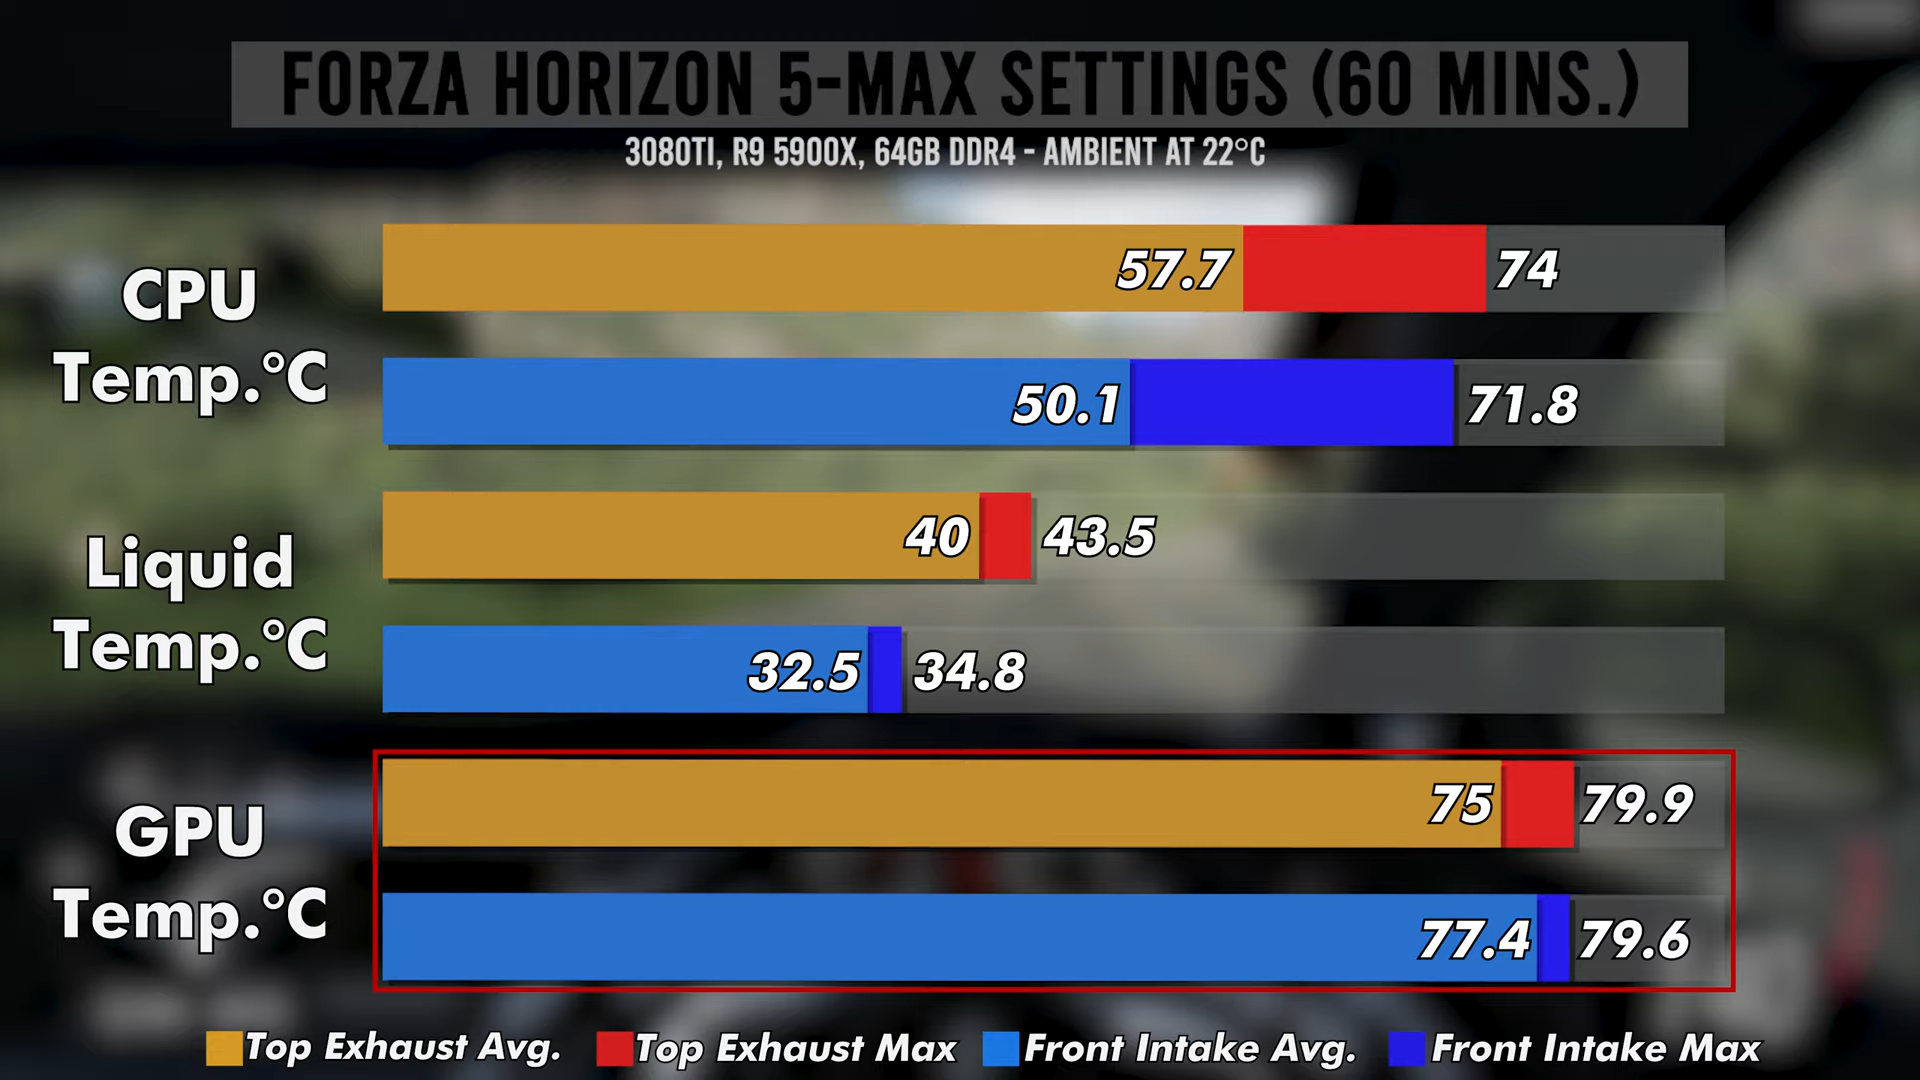 FORZA HORIZON 5-MAX SETTINGS (60 MINS.)
3080TI, R9 5900X, 64GB DDR4 - AMBIENT AT 22°C
CPU
Temp.°C
57.7 74
50.1 71.8
Liquid
Temp.°C
40 43.5
32.5 34.8
GPU
Temp.°C
75 79.9
77.4 79.6
Top Exhaust Avg. Top Exhaust Max Front Intake Avg. Front Intake Max